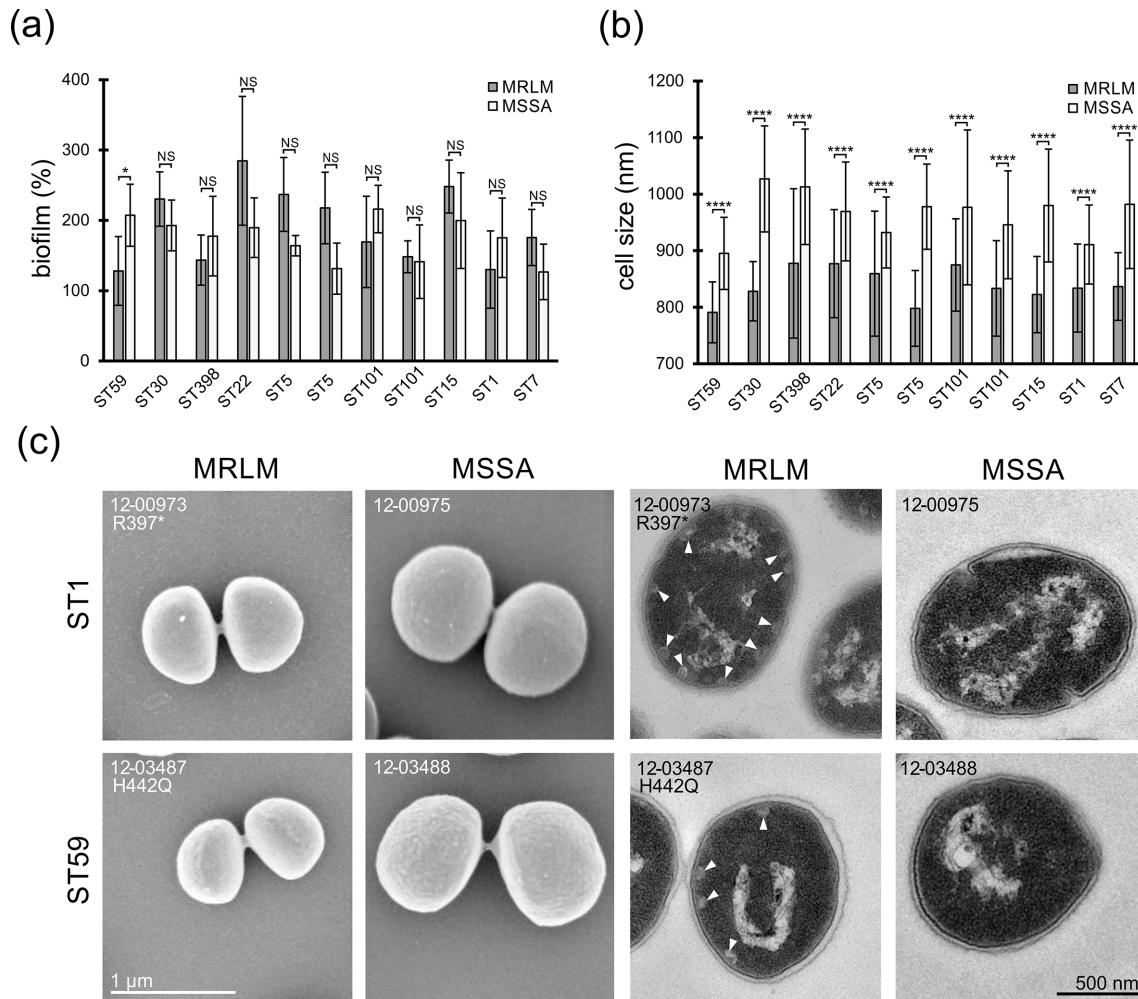 (a)
biofilm (%)
400
300
200
100
0
MRLM
MSSA
*
NS
NS
NS
NS
NS
NS
NS
NS
NS
NS
ST59
ST30
ST398
ST22
ST5
ST5
ST101
ST101
ST15
ST1
ST7
(b)
cell size (nm)
1200
1100
1000
900
800
700
MRLM
MSSA
****
****
****
****
****
****
****
****
****
****
****
ST59
ST30
ST398
ST22
ST5
ST5
ST101
ST101
ST15
ST1
ST7
(c)
MRLM
MSSA
MRLM
MSSA
ST1
12-00973
R397*
12-00975
12-00973
R397*
12-00975
ST59
12-03487
H442Q
1 µm
12-03488
12-03487
H442Q
12-03488
500 nm